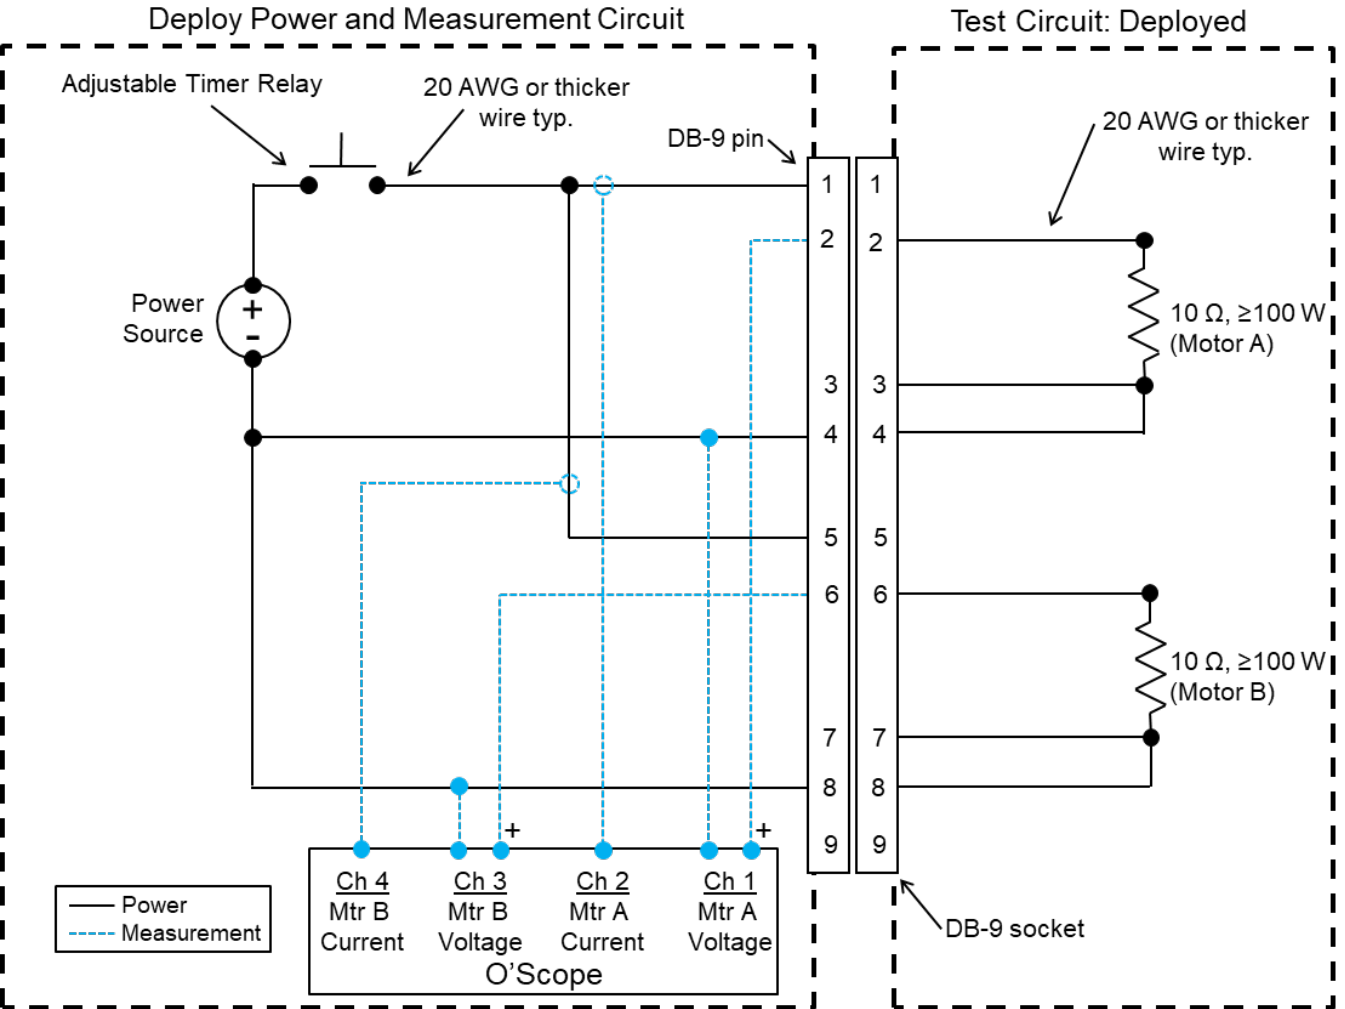 Deploy Power and Measurement Circuit
Test Circuit: Deployed
Adjustable Timer Relay
20 AWG or thicker
wire typ.
DB-9 pin
20 AWG or thicker
wire typ.
1
1
2
2
Power
Source
+
-
10 Ω, ≥100 W
(Motor A)
3
3
4
4
5
5
6
6
10 Ω, ≥100 W
(Motor B)
7
7
8
8
9
9
+
+
Ch 4
Mtr B
Current
Ch 3
Mtr B
Voltage
Ch 2
Mtr A
Current
Ch 1
Mtr A
Voltage
O'Scope
Power
Measurement
DB-9 socket